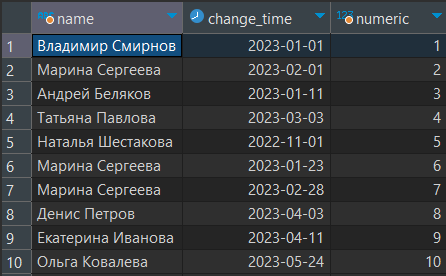 name change_time 123 numeric
1 Владимир Смирнов 2023-01-01 1
2 Марина Сергеева 2023-02-01 2
3 Андрей Беляков 2023-01-11 3
4 Татьяна Павлова 2023-03-03 4
5 Наталья Шестакова 2022-11-01 5
6 Марина Сергеева 2023-01-23 6
7 Марина Сергеева 2023-02-28 7
8 Денис Петров 2023-04-03 8
9 Екатерина Иванова 2023-04-11 9
10 Ольга Ковалева 2023-05-24 10